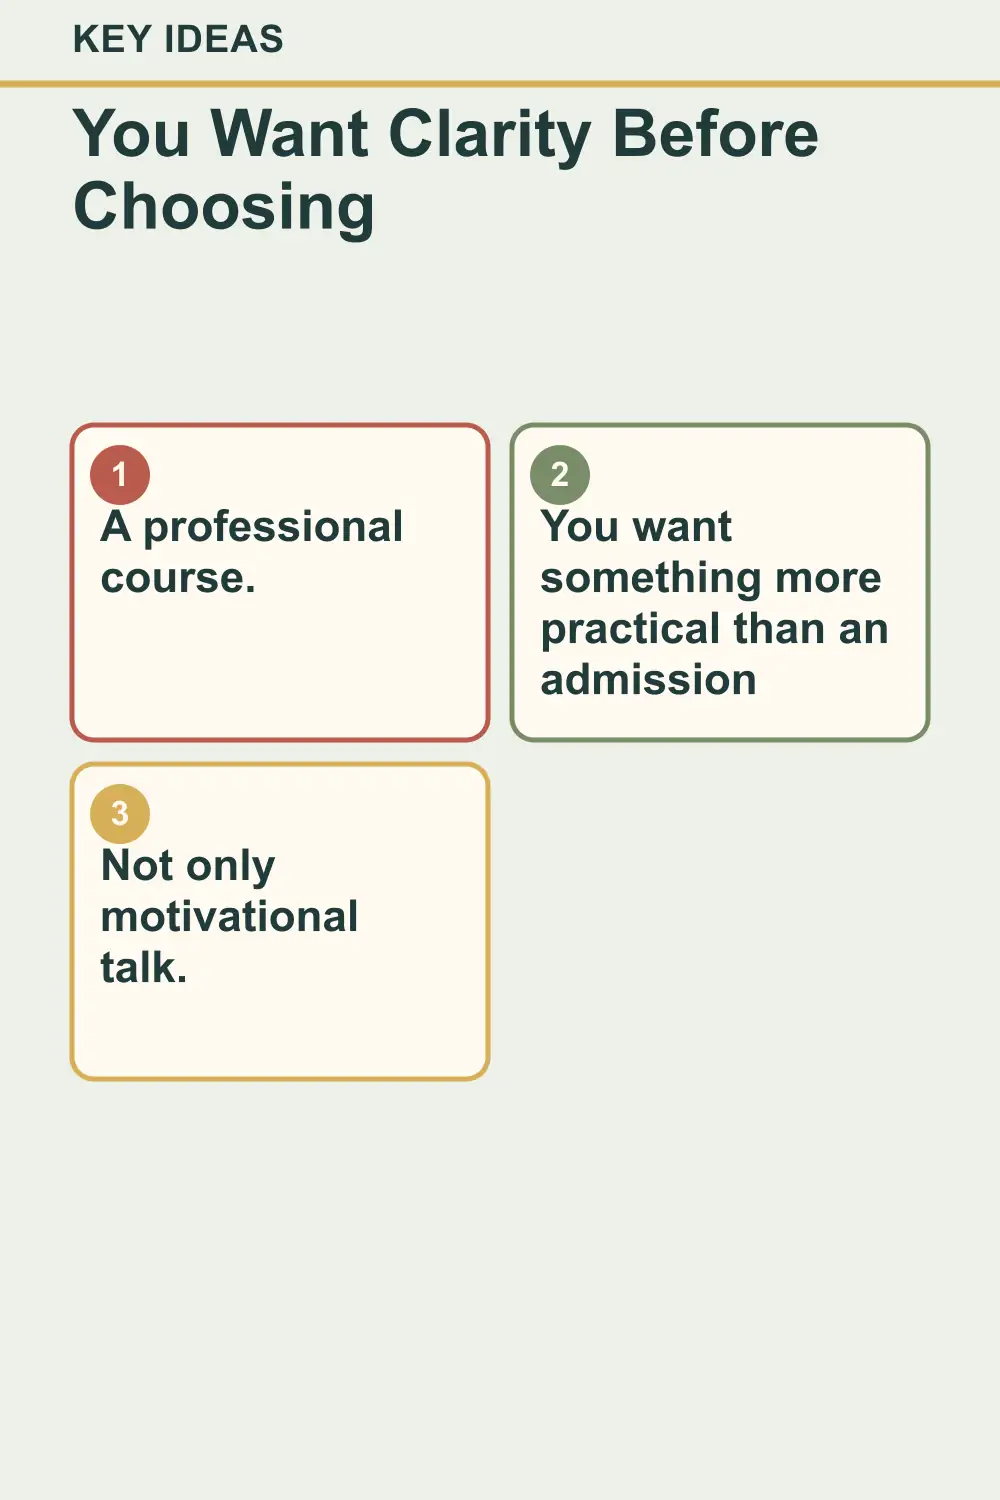 KEY IDEAS
You Want Clarity Before
Choosing
1
A professional
course.
2
You want
something more
practical than an
admission
3
Not only
motivational
talk.